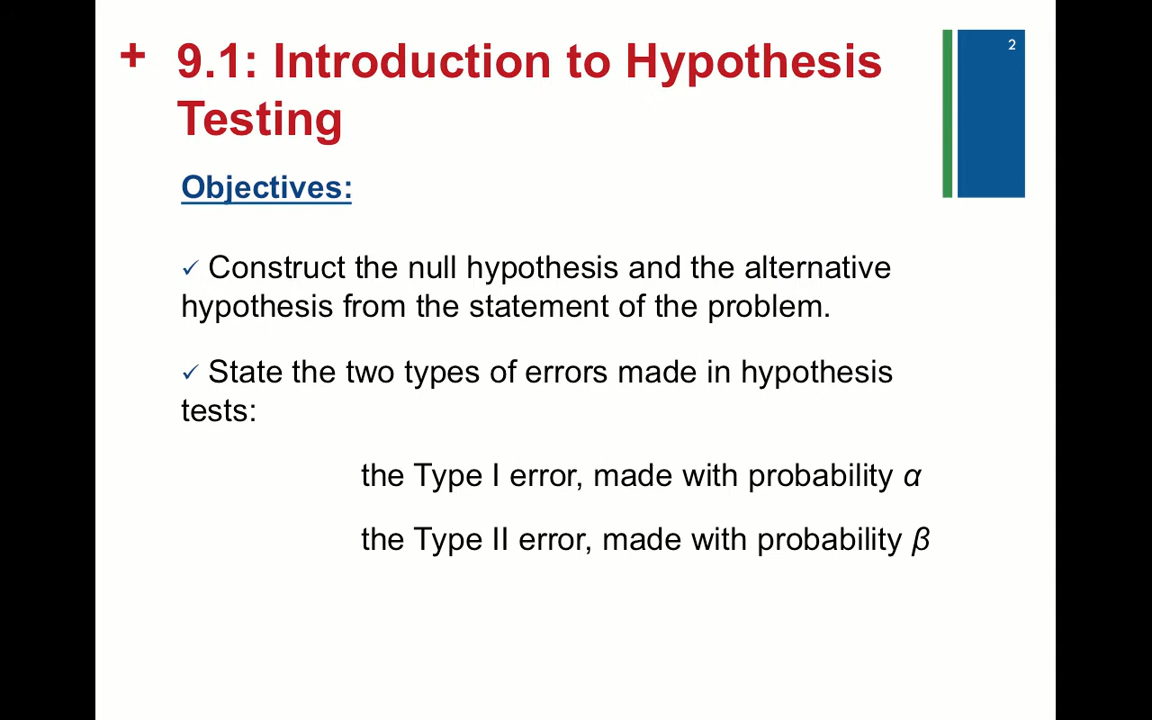 2
+ 9.1: Introduction to Hypothesis
Testing
Objectives:
✓ Construct the null hypothesis and the alternative
hypothesis from the statement of the problem.
✓ State the two types of errors made in hypothesis
tests:
the Type I error, made with probability α
the Type II error, made with probability β